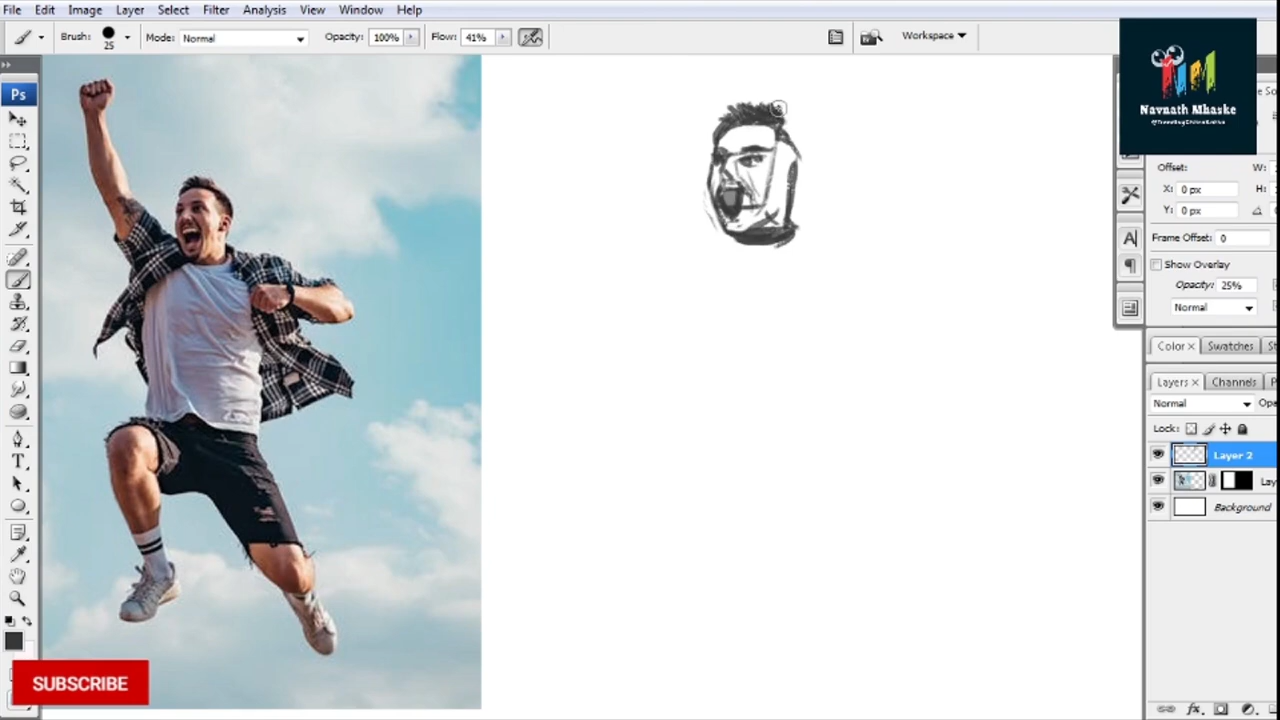 File Edit Image Layer Select Filter Analysis View Window Help
Brush: 25 Mode: Normal Opacity: 100% Flow: 41% Workspace
Ps
Navnath Mhaske
Offset: W:
X: 0 px H:
Y: 0 px
Frame Offset: 0
Show Overlay
Opacity: 25%
Normal
Color x Swatches
Layers x Channels
Normal
Lock:
Layer 2
Background
SUBSCRIBE